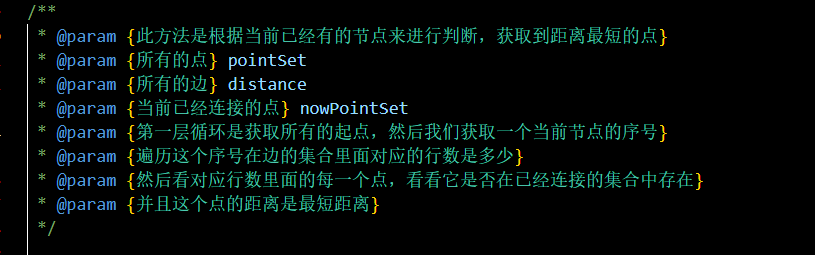 /**
* @param {此方法是根据当前已经有的节点来进行判断，获取到距离最短的点}
* @param {所有的点} pointSet
* @param {所有的边} distance
* @param {当前已经连接的点} nowPointSet
* @param {第一层循环是获取所有的起点，然后我们获取一个当前节点的序号}
* @param {遍历这个序号在边的集合里面对应的行数是多少}
* @param {然后看对应行数里面的每一个点，看看它是否在已经连接的集合中存在}
* @param {并且这个点的距离是最短距离}
*/